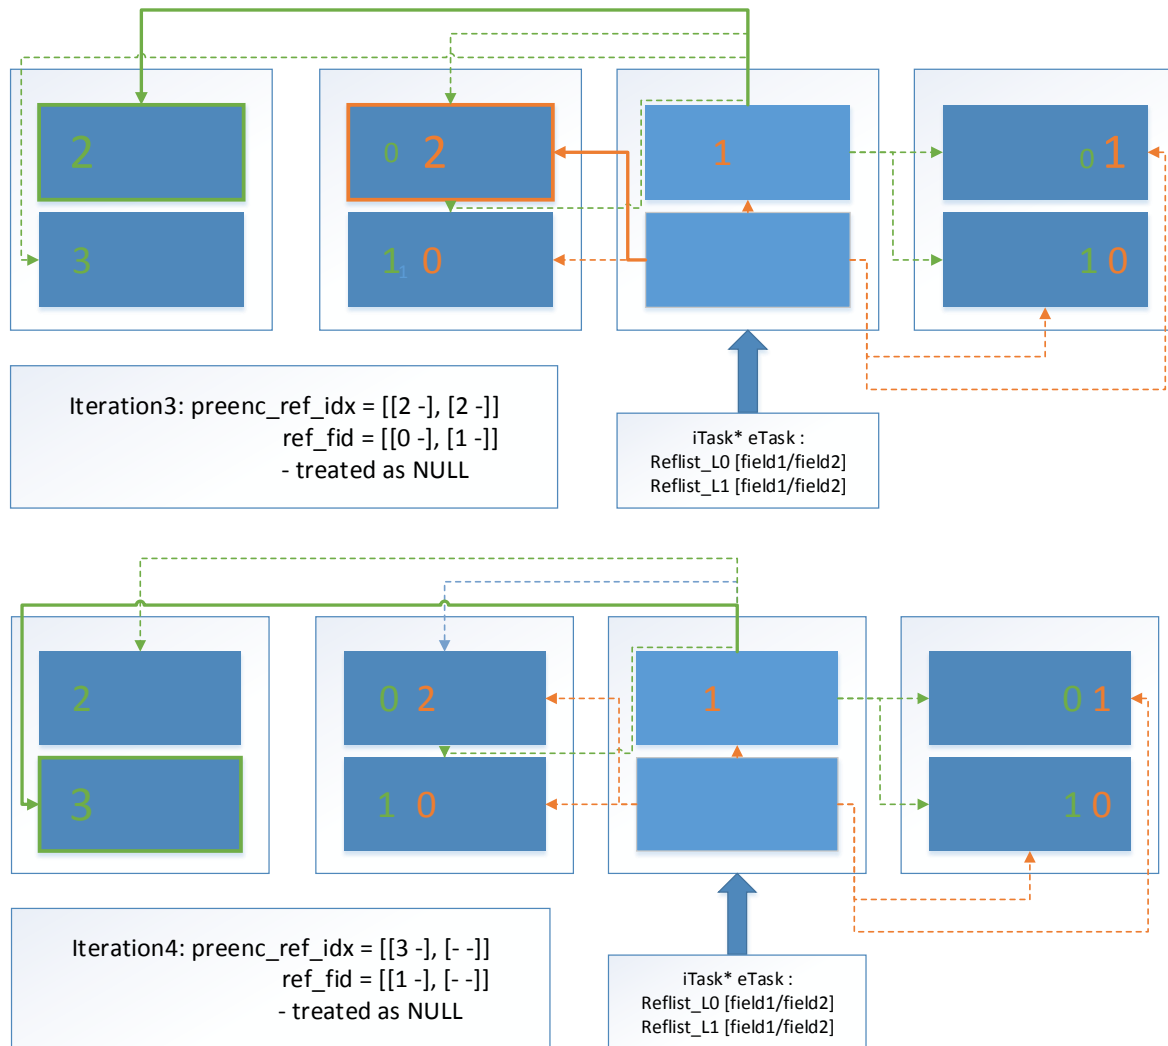 2
0 2
1
0 1
3
1 1 0
1 0
Iteration3: preenc_ref_idx = [[2 -], [2 -]]
ref_fid = [[0 -], [1 -]]
- treated as NULL
iTask* eTask :
Reflist_L0 [field1/field2]
Reflist_L1 [field1/field2]
2
0 2
1
0 1
3
1 0
1 0
Iteration4: preenc_ref_idx = [[3 -], [- -]]
ref_fid = [[1 -], [- -]]
- treated as NULL
iTask* eTask :
Reflist_L0 [field1/field2]
Reflist_L1 [field1/field2]